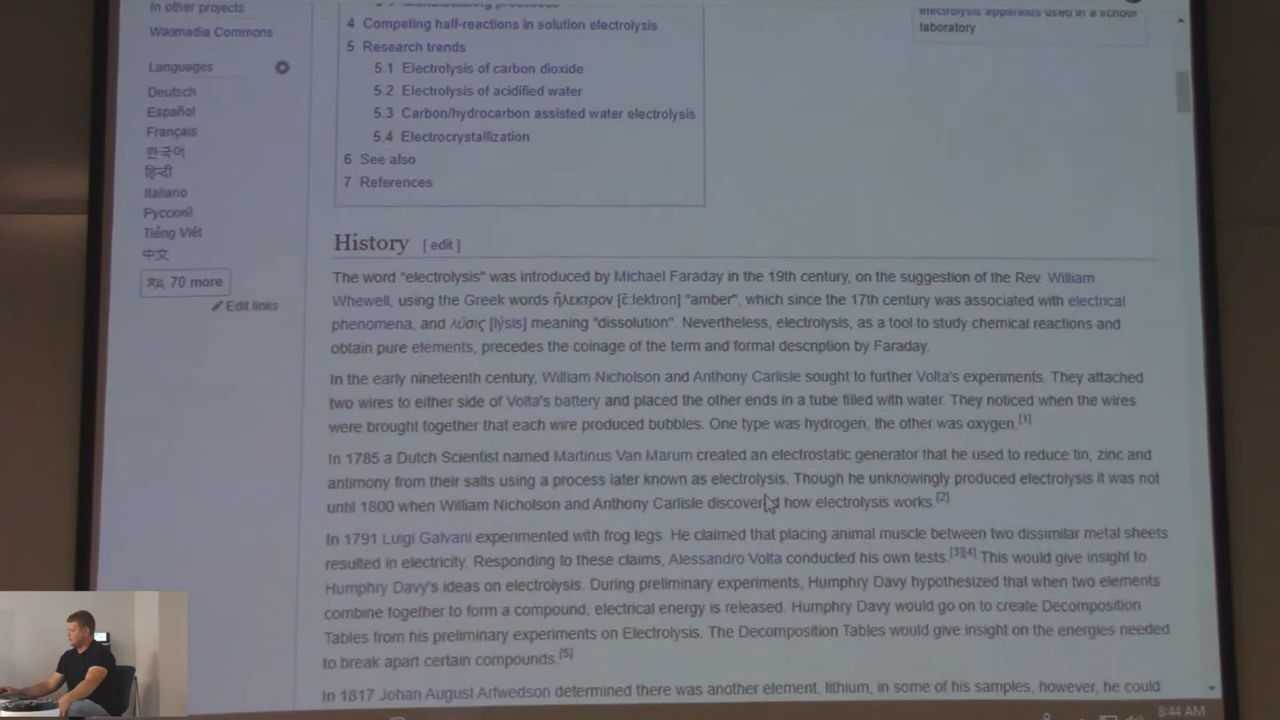 In other projects
Wikimedia Commons
Languages
Deutsch
Español
Français
한국어
हिन्दी
Italiano
Русский
Tiếng Việt
中文
70 more
Edit links
4 Competing half-reactions in solution electrolysis
5 Research trends
5.1 Electrolysis of carbon dioxide
5.2 Electrolysis of acidified water
5.3 Carbon/hydrocarbon assisted water electrolysis
5.4 Electrocrystallization
6 See also
7 References
electrolysis apparatus used in a school
laboratory
History [ edit ]
The word "electrolysis" was introduced by Michael Faraday in the 19th century, on the suggestion of the Rev. William
Whewell, using the Greek words ἤλεκτρον [ɛ̌ːlektron] "amber", which since the 17th century was associated with electrical
phenomena, and λύσις [lýsis] meaning "dissolution". Nevertheless, electrolysis, as a tool to study chemical reactions and
obtain pure elements, precedes the coinage of the term and formal description by Faraday.
In the early nineteenth century, William Nicholson and Anthony Carlisle sought to further Volta's experiments. They attached
two wires to either side of Volta's battery and placed the other ends in a tube filled with water. They noticed when the wires
were brought together that each wire produced bubbles. One type was hydrogen, the other was oxygen.[1]
In 1785 a Dutch Scientist named Martinus Van Marum created an electrostatic generator that he used to reduce tin, zinc and
antimony from their salts using a process later known as electrolysis. Though he unknowingly produced electrolysis it was not
until 1800 when William Nicholson and Anthony Carlisle discovered how electrolysis works.[2]
In 1791 Luigi Galvani experimented with frog legs. He claimed that placing animal muscle between two dissimilar metal sheets
resulted in electricity. Responding to these claims, Alessandro Volta conducted his own tests.[3][4] This would give insight to
Humphry Davy's ideas on electrolysis. During preliminary experiments, Humphry Davy hypothesized that when two elements
combine together to form a compound, electrical energy is released. Humphry Davy would go on to create Decomposition
Tables from his preliminary experiments on Electrolysis. The Decomposition Tables would give insight on the energies needed
to break apart certain compounds.[5]
In 1817 Johan August Arfwedson determined there was another element, lithium, in some of his samples, however, he could
8:44 AM